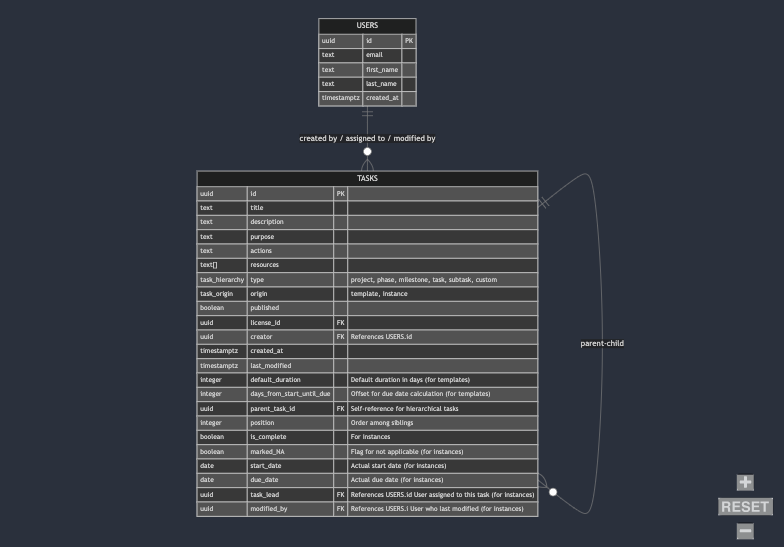 USERS
uuid id PK
text email
text first_name
text last_name
timestamptz created_at
created by / assigned to / modified by
TASKS
uuid id PK
text title
text description
text purpose
text actions
text[] resources
task_hierarchy type project, phase, milestone, task, subtask, custom
task_origin origin template, instance
boolean published
uuid license_id FK
uuid creator FK References USERS.id
timestamptz created_at
timestamptz last_modified
integer default_duration Default duration in days (for templates)
integer days_from_start_until_due Offset for due date calculation (for templates)
uuid parent_task_id FK Self-reference for hierarchical tasks
integer position Order among siblings
boolean is_complete For instances
boolean marked_NA Flag for not applicable (for instances)
date start_date Actual start date (for instances)
date due_date Actual due date (for instances)
uuid task_lead FK References USERS.id User assigned to this task (for instances)
uuid modified_by FK References USERS.i User who last modified (for instances)
parent-child
+
RESET
−